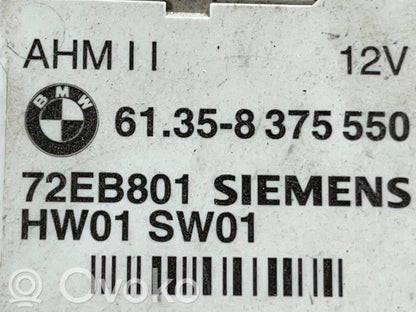 AHM I I 12V
BMW 61.35-8 375 550
72EB801 SIEMENS
HW01 SW01
Ovoko